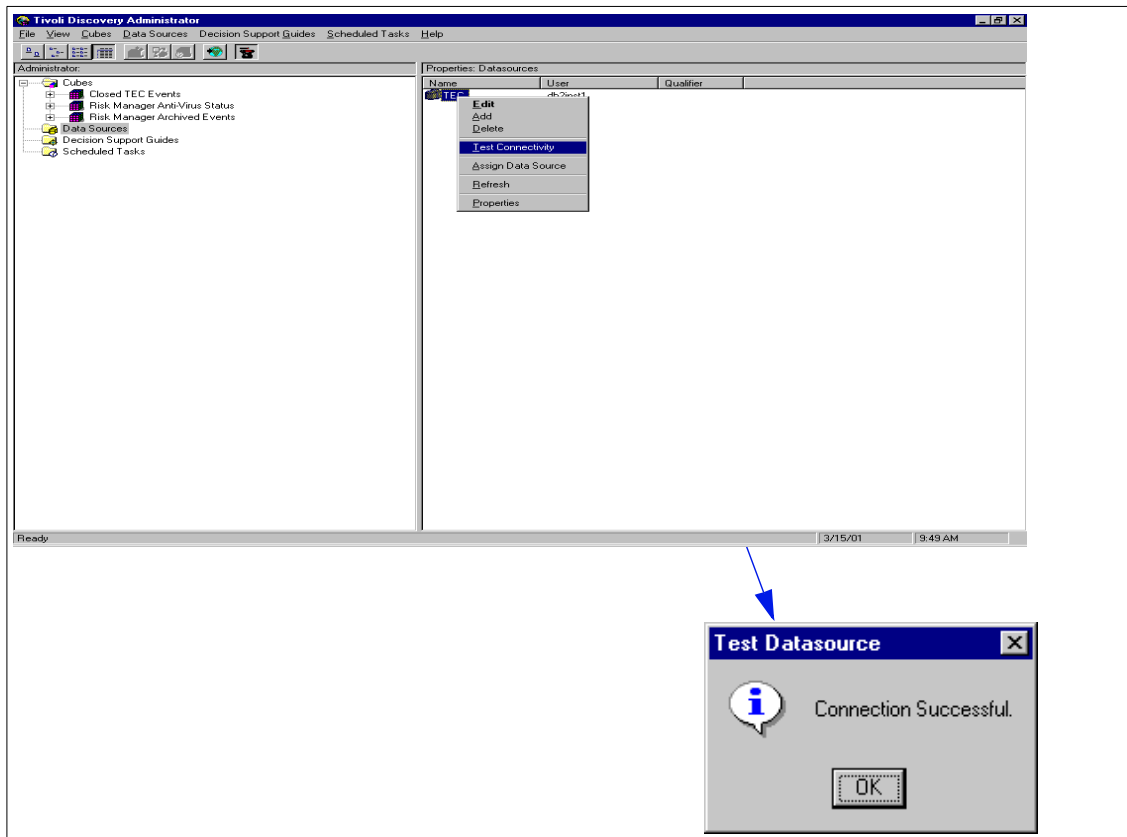 Tivoli Discovery Administrator
File View Cubes Data Sources Decision Support Guides Scheduled Tasks Help
Administrator:
Cubes
Closed TEC Events
Risk Manager Anti-Virus Status
Risk Manager Archived Events
Data Sources
Decision Support Guides
Scheduled Tasks
Properties: Datasources
Name User Qualifier
TEC db2inst1
Edit
Add
Delete
Test Connectivity
Assign Data Source
Refresh
Properties
Ready 3/15/01 9:49 AM
Test Datasource
Connection Successful.
OK